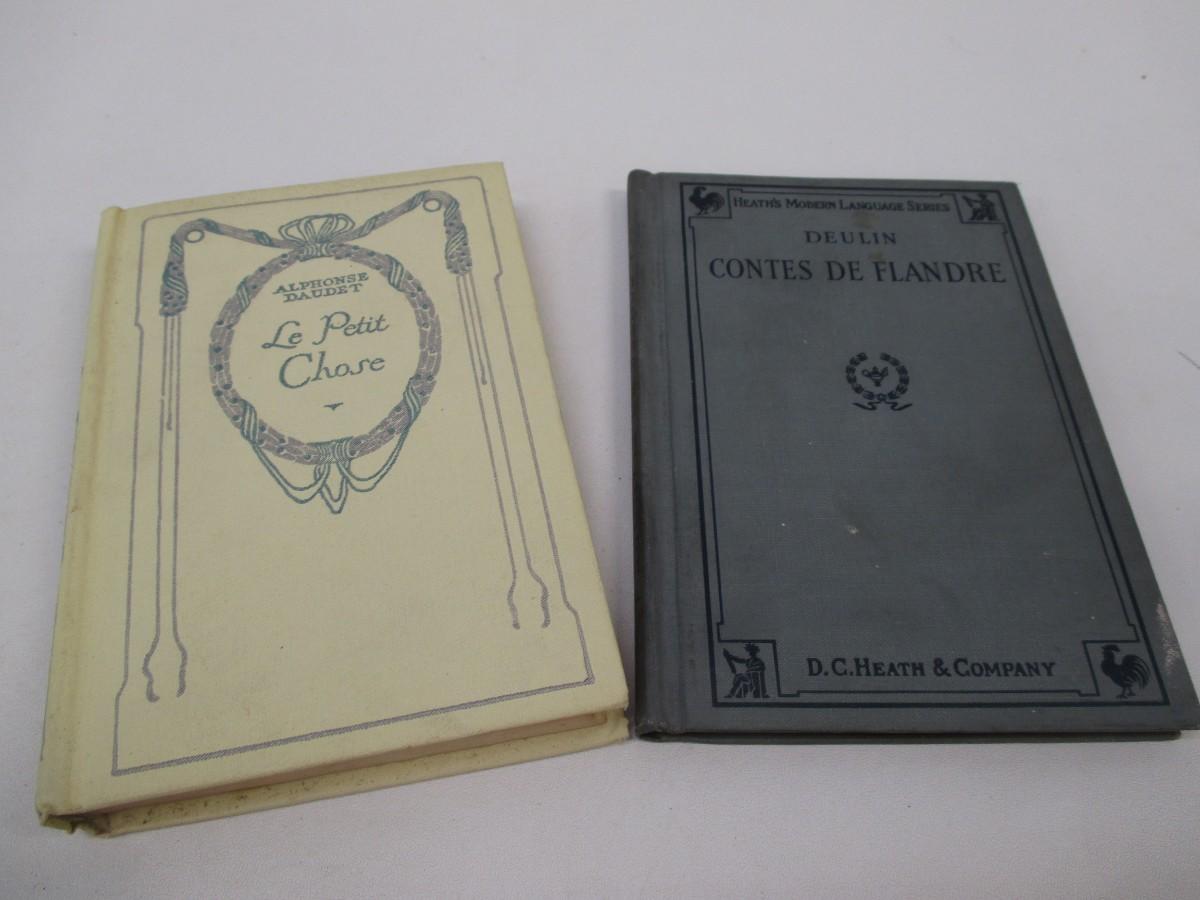 ALPHONSE
DAUDET
Le Petit
Chose
HEATH'S MODERN LANGUAGE SERIES
DEULIN
CONTES DE FLANDRE
D.C. HEATH & COMPANY